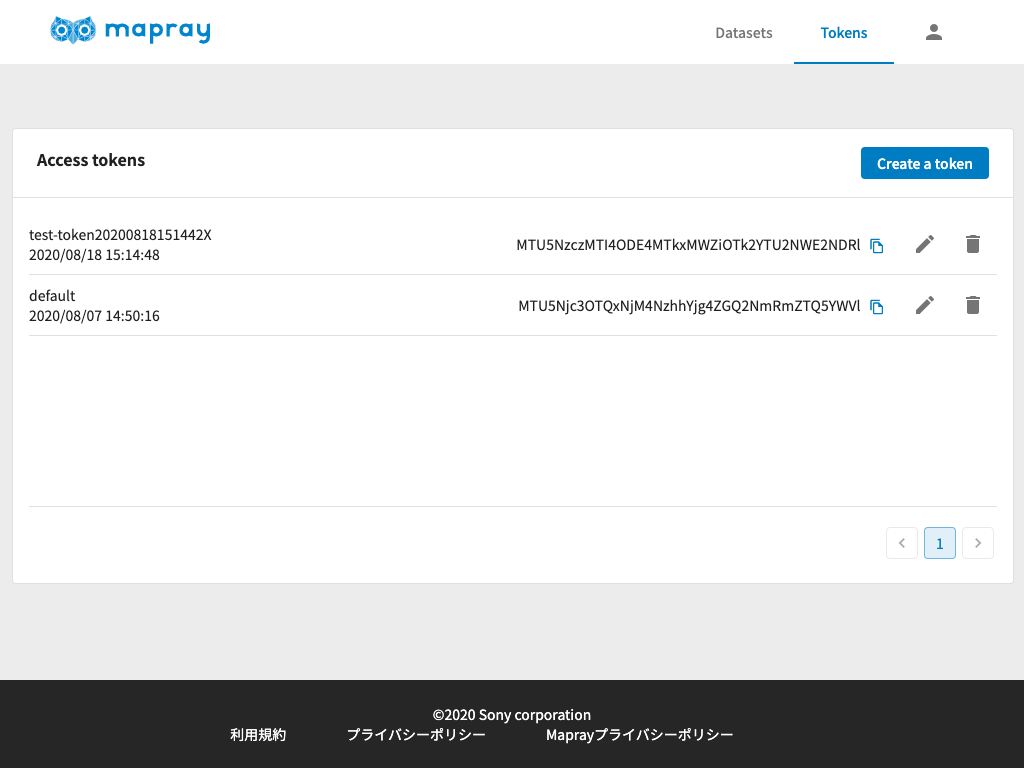 mapray
Datasets
Tokens
Access tokens
Create a token
test-token20200818151442X
2020/08/18 15:14:48
MTU5NzczMTI4ODE4MTkxMWZiOTk2YTU2NWE2NDRl
default
2020/08/07 14:50:16
MTU5Njc3OTQxNjM4NzhhYjg4ZGQ2NmRmZTQ5YWVl
1
©2020 Sony corporation
利用規約
プライバシーポリシー
Maprayプライバシーポリシー